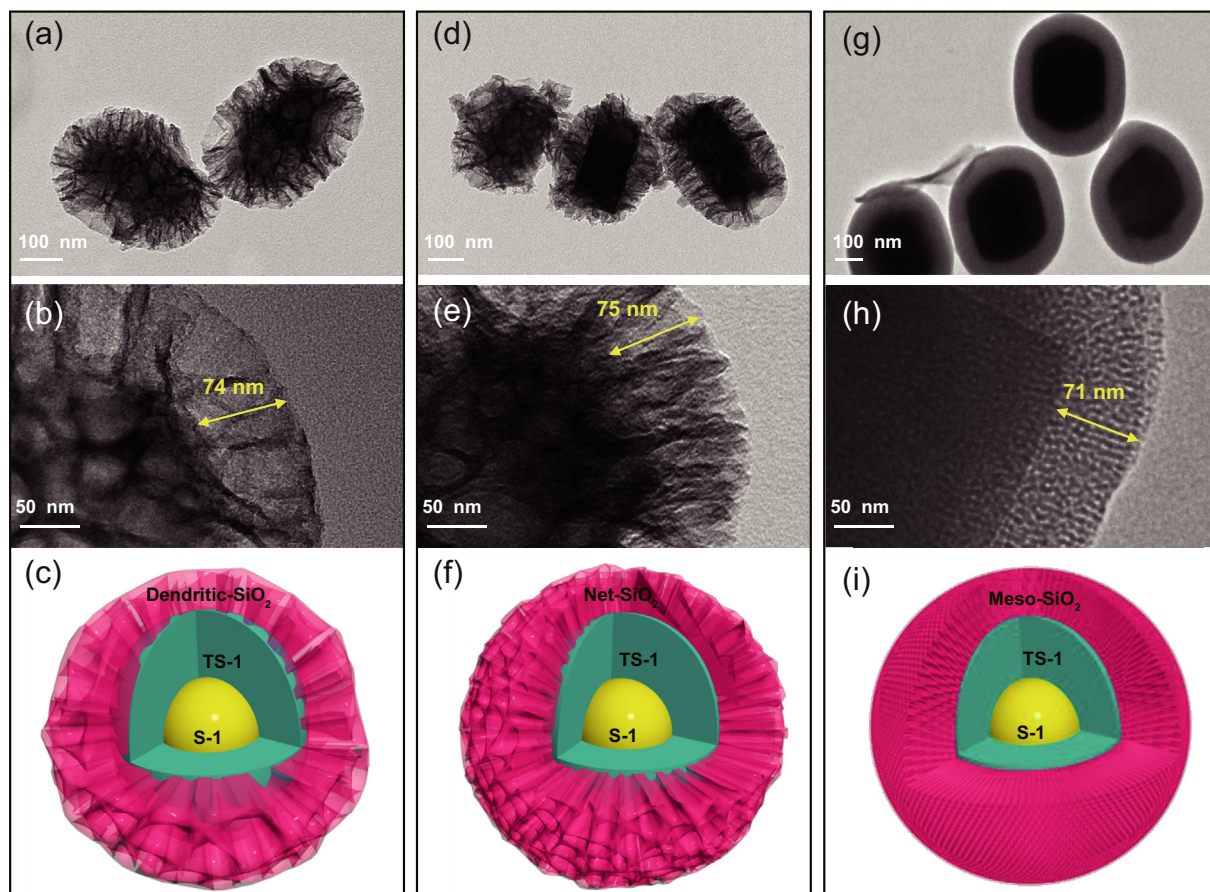 (a)
100 nm
(b)
74 nm
50 nm
(c)
Dendritic-SiO₂
TS-1
S-1
(d)
100 nm
(e)
75 nm
50 nm
(f)
Net-SiO₂
TS-1
S-1
(g)
100 nm
(h)
71 nm
50 nm
(i)
Meso-SiO₂
TS-1
S-1